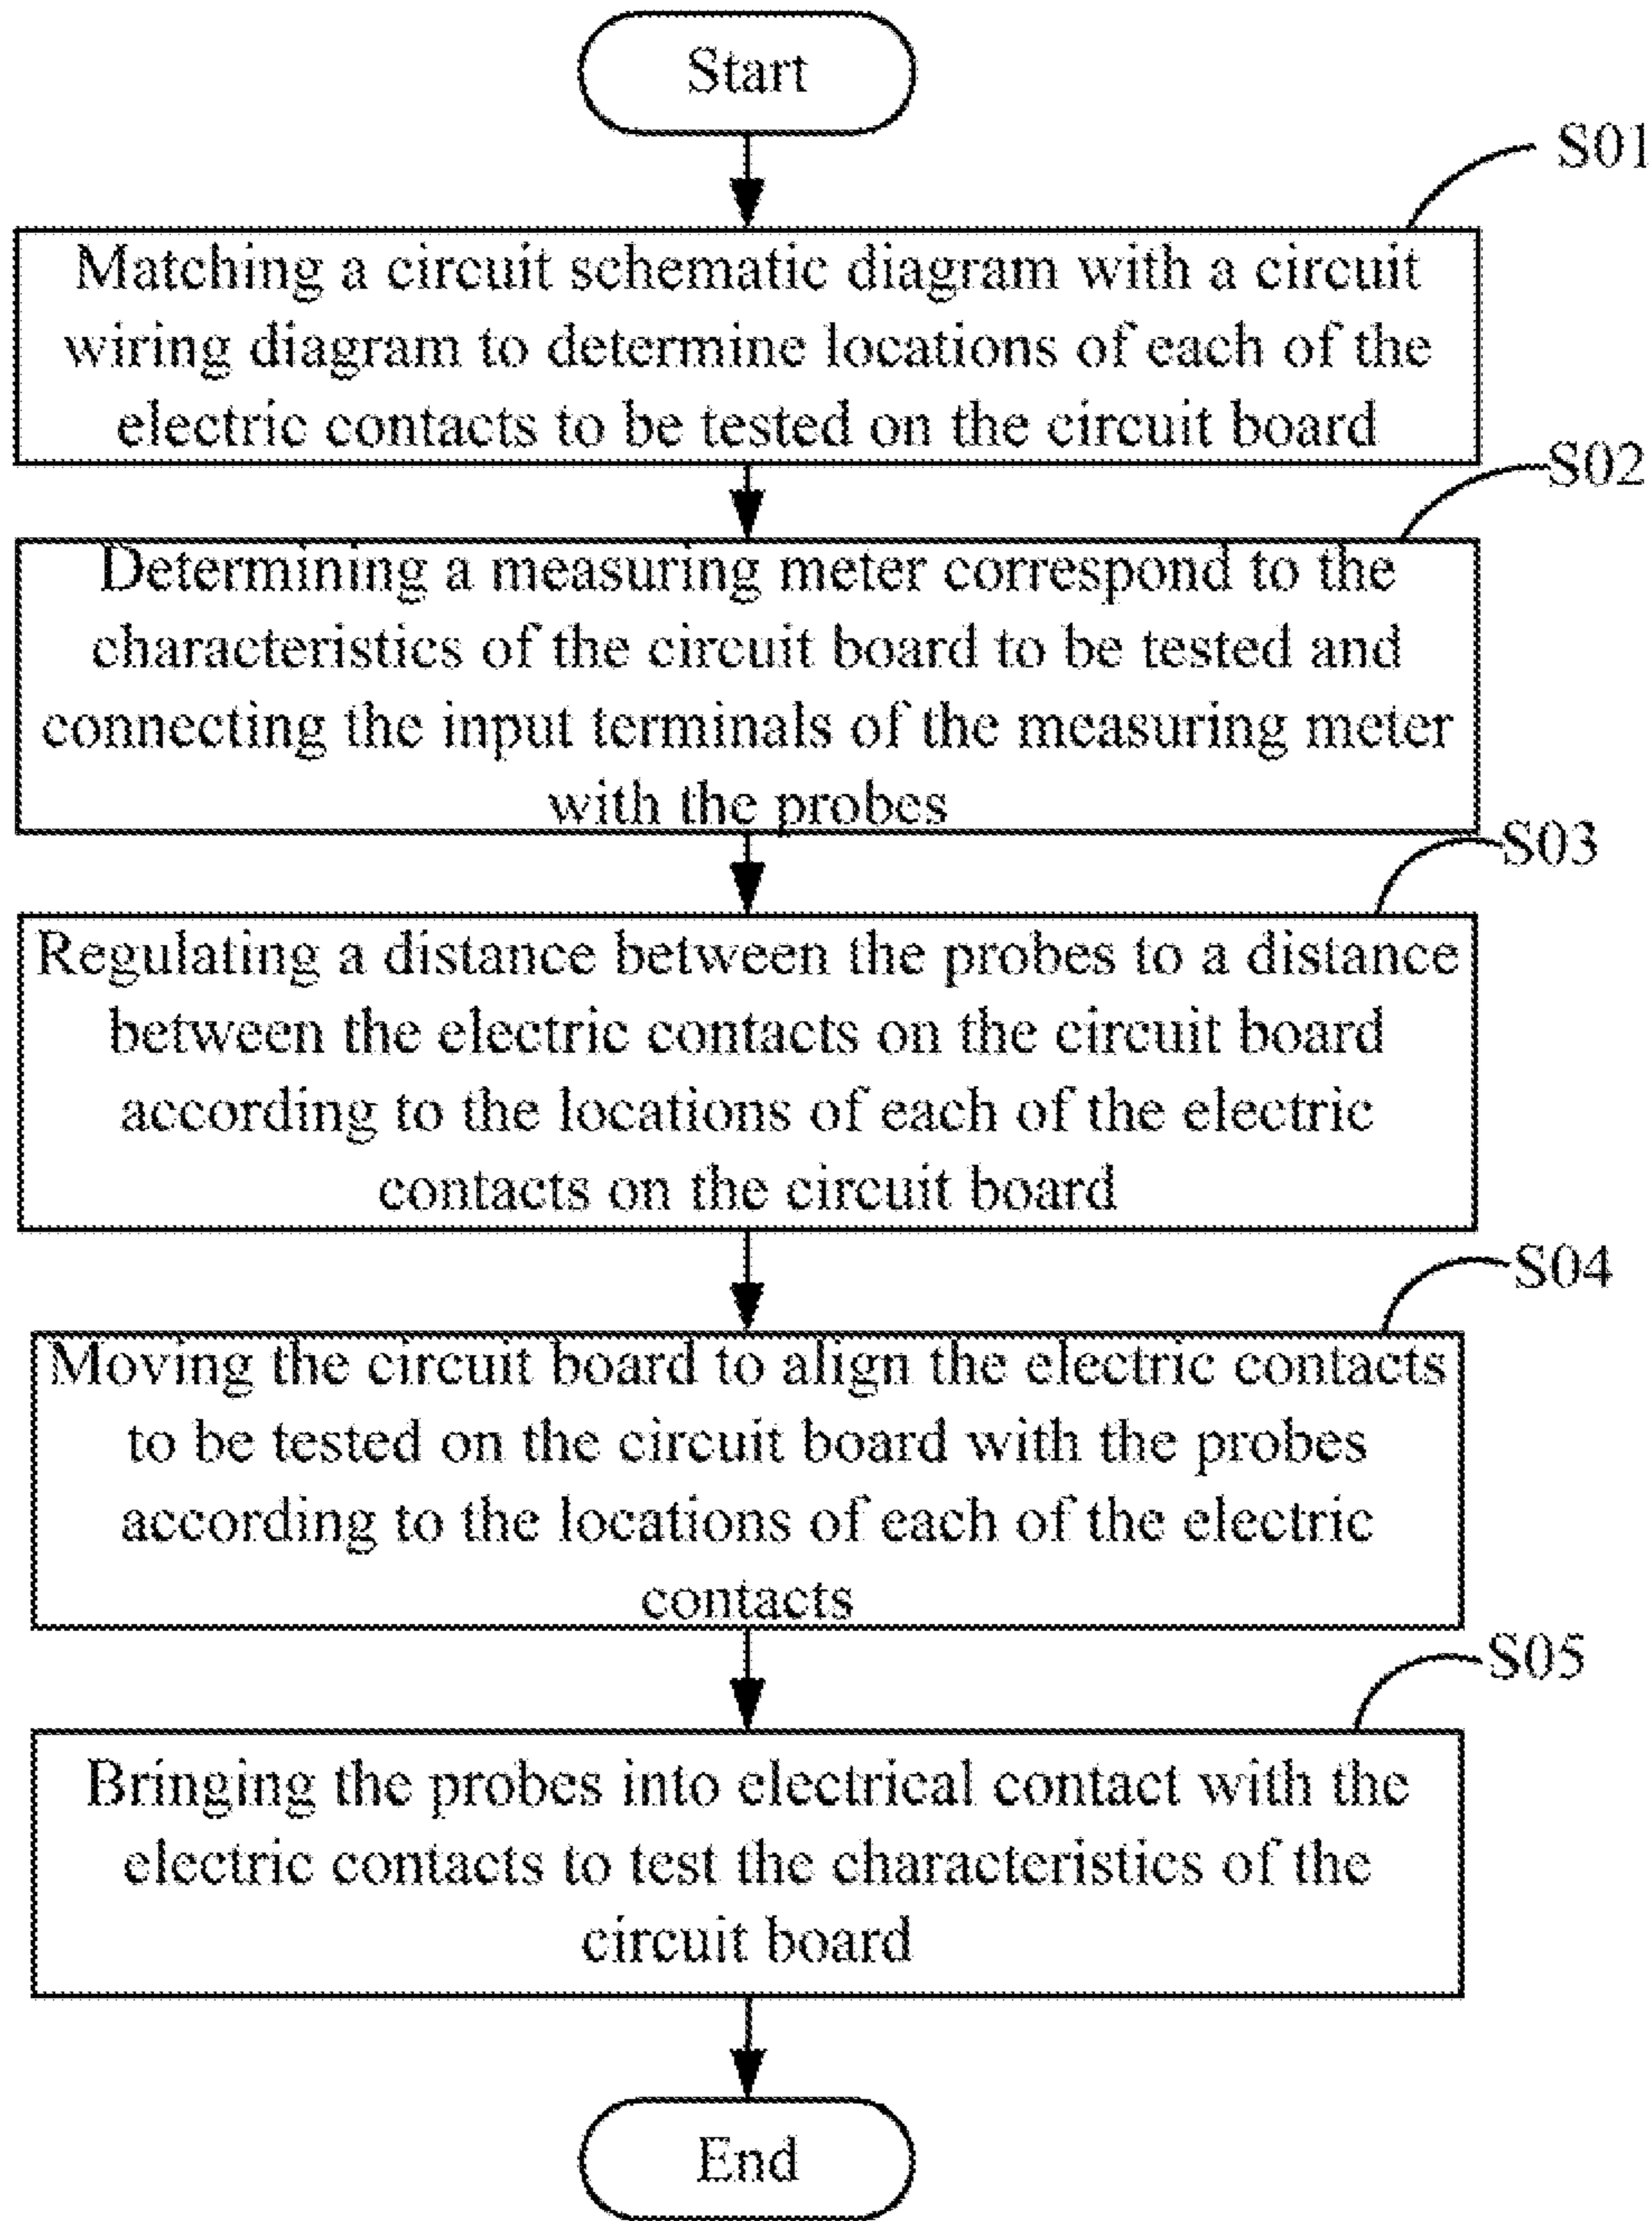 Start
S01
Matching a circuit schematic diagram with a circuit
wiring diagram to determine locations of each of the
electric contacts to be tested on the circuit board
S02
Determining a measuring meter correspond to the
characteristics of the circuit board to be tested and
connecting the input terminals of the measuring meter
with the probes
S03
Regulating a distance between the probes to a distance
between the electric contacts on the circuit board
according to the locations of each of the electric
contacts on the circuit board
S04
Moving the circuit board to align the electric contacts
to be tested on the circuit board with the probes
according to the locations of each of the electric
contacts
S05
Bringing the probes into electrical contact with the
electric contacts to test the characteristics of the
circuit board
End